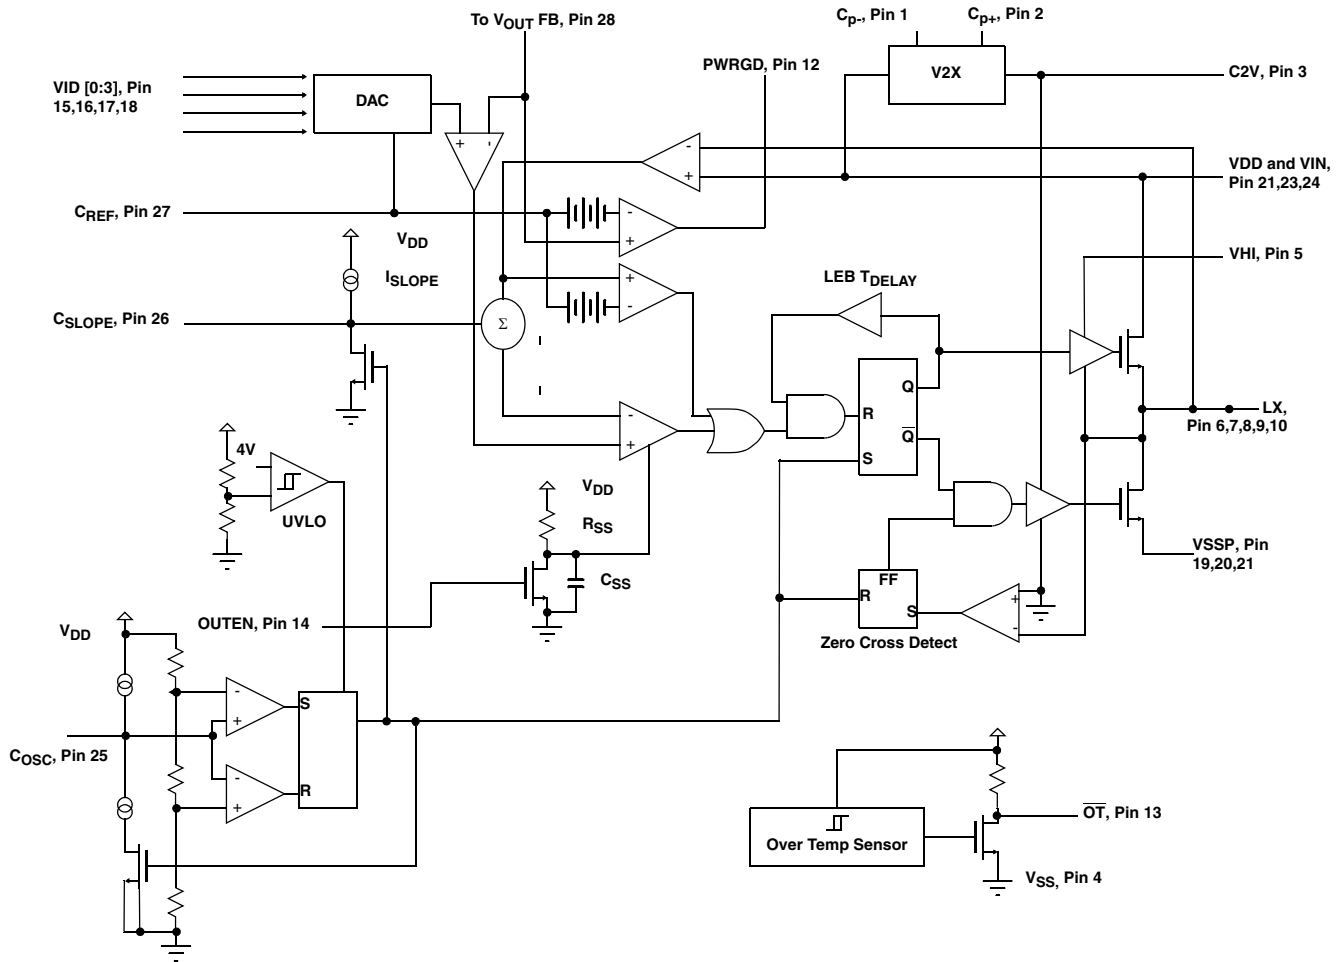 To VOUT FB, Pin 28
Cp-, Pin 1
Cp+, Pin 2
PWRGD, Pin 12
V2X
C2V, Pin 3
VID [0:3], Pin
15,16,17,18
DAC
+ -
-
+
VDD and VIN,
Pin 21,23,24
CREF, Pin 27
-
+
VDD
ISLOPE
VHI, Pin 5
LEB TDELAY
+
-
CSLOPE, Pin 26
Σ
Q
R
Q
S
LX,
Pin 6,7,8,9,10
-
+
4V
UVLO
VDD
RSS
CSS
VSSP, Pin
19,20,21
FF
R
S
+
-
Zero Cross Detect
OUTEN, Pin 14
VDD
-
+
S
COSC, Pin 25
-
+
R
OT, Pin 13
Over Temp Sensor
VSS, Pin 4